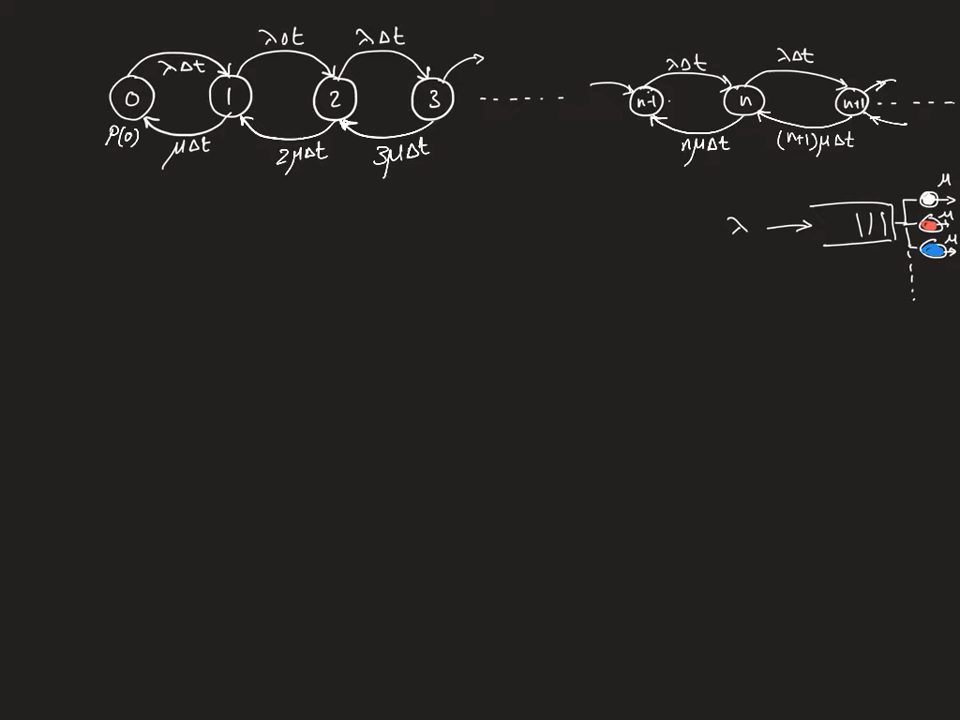 λΔt λΔt λΔt λΔt λΔt
0 1 2 3 ...... n-1 n n+1 ......
P(0) μΔt 2μΔt 3μΔt nμΔt (n+1)μΔt
μ
λ μ
μ